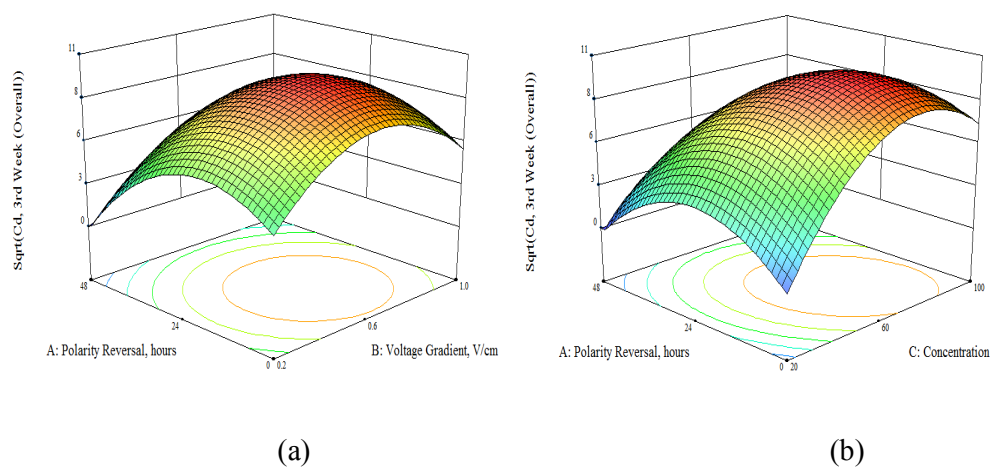 Sqrt(Cd, 3rd Week (Overall))
11
8
6
3
0
48
24
0
0.2
0.6
1.0
A: Polarity Reversal, hours
B: Voltage Gradient, V/cm
(a)
Sqrt(Cd, 3rd Week (Overall))
11
8
6
3
0
48
24
0
20
60
100
A: Polarity Reversal, hours
C: Concentration
(b)